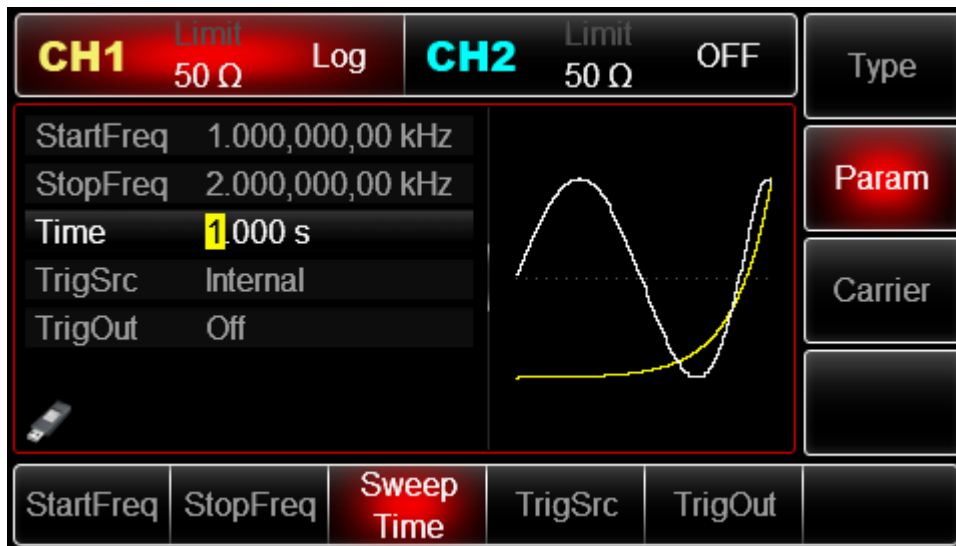 CH1 Limit 50 Ω Log CH2 Limit 50 Ω OFF
Type
StartFreq 1.000,000,00 kHz
StopFreq 2.000,000,00 kHz
Param
Time 1.000 s
TrigSrc Internal
Carrier
TrigOut Off
StartFreq StopFreq Sweep Time TrigSrc TrigOut